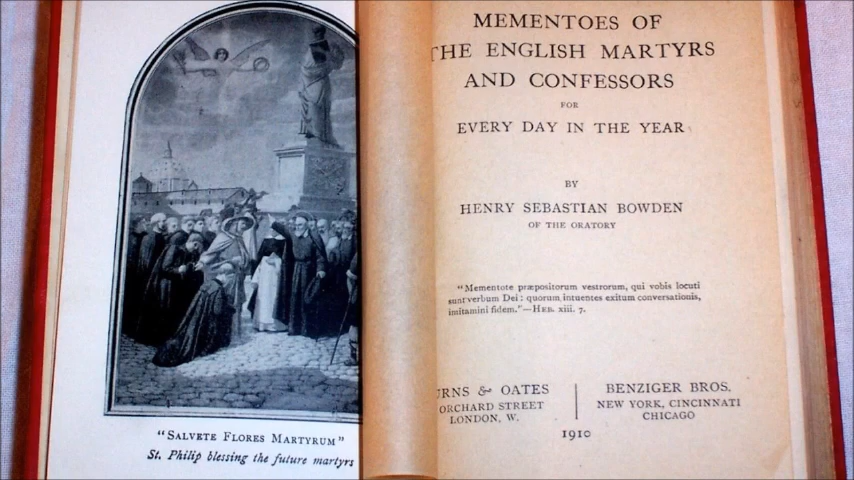 "SALVETE FLORES MARTYRUM"
St. Philip blessing the future martyrs
MEMENTOES OF
THE ENGLISH MARTYRS
AND CONFESSORS
FOR
EVERY DAY IN THE YEAR
BY
HENRY SEBASTIAN BOWDEN
OF THE ORATORY
"Mementote præpositorum vestrorum, qui vobis locuti
sunt verbum Dei: quorum intuentes exitum conversationis,
imitamini fidem."—HEB. xiii. 7.
RNS & OATES
ORCHARD STREET
LONDON, W.
BENZIGER BROS.
NEW YORK, CINCINNATI
CHICAGO
1910